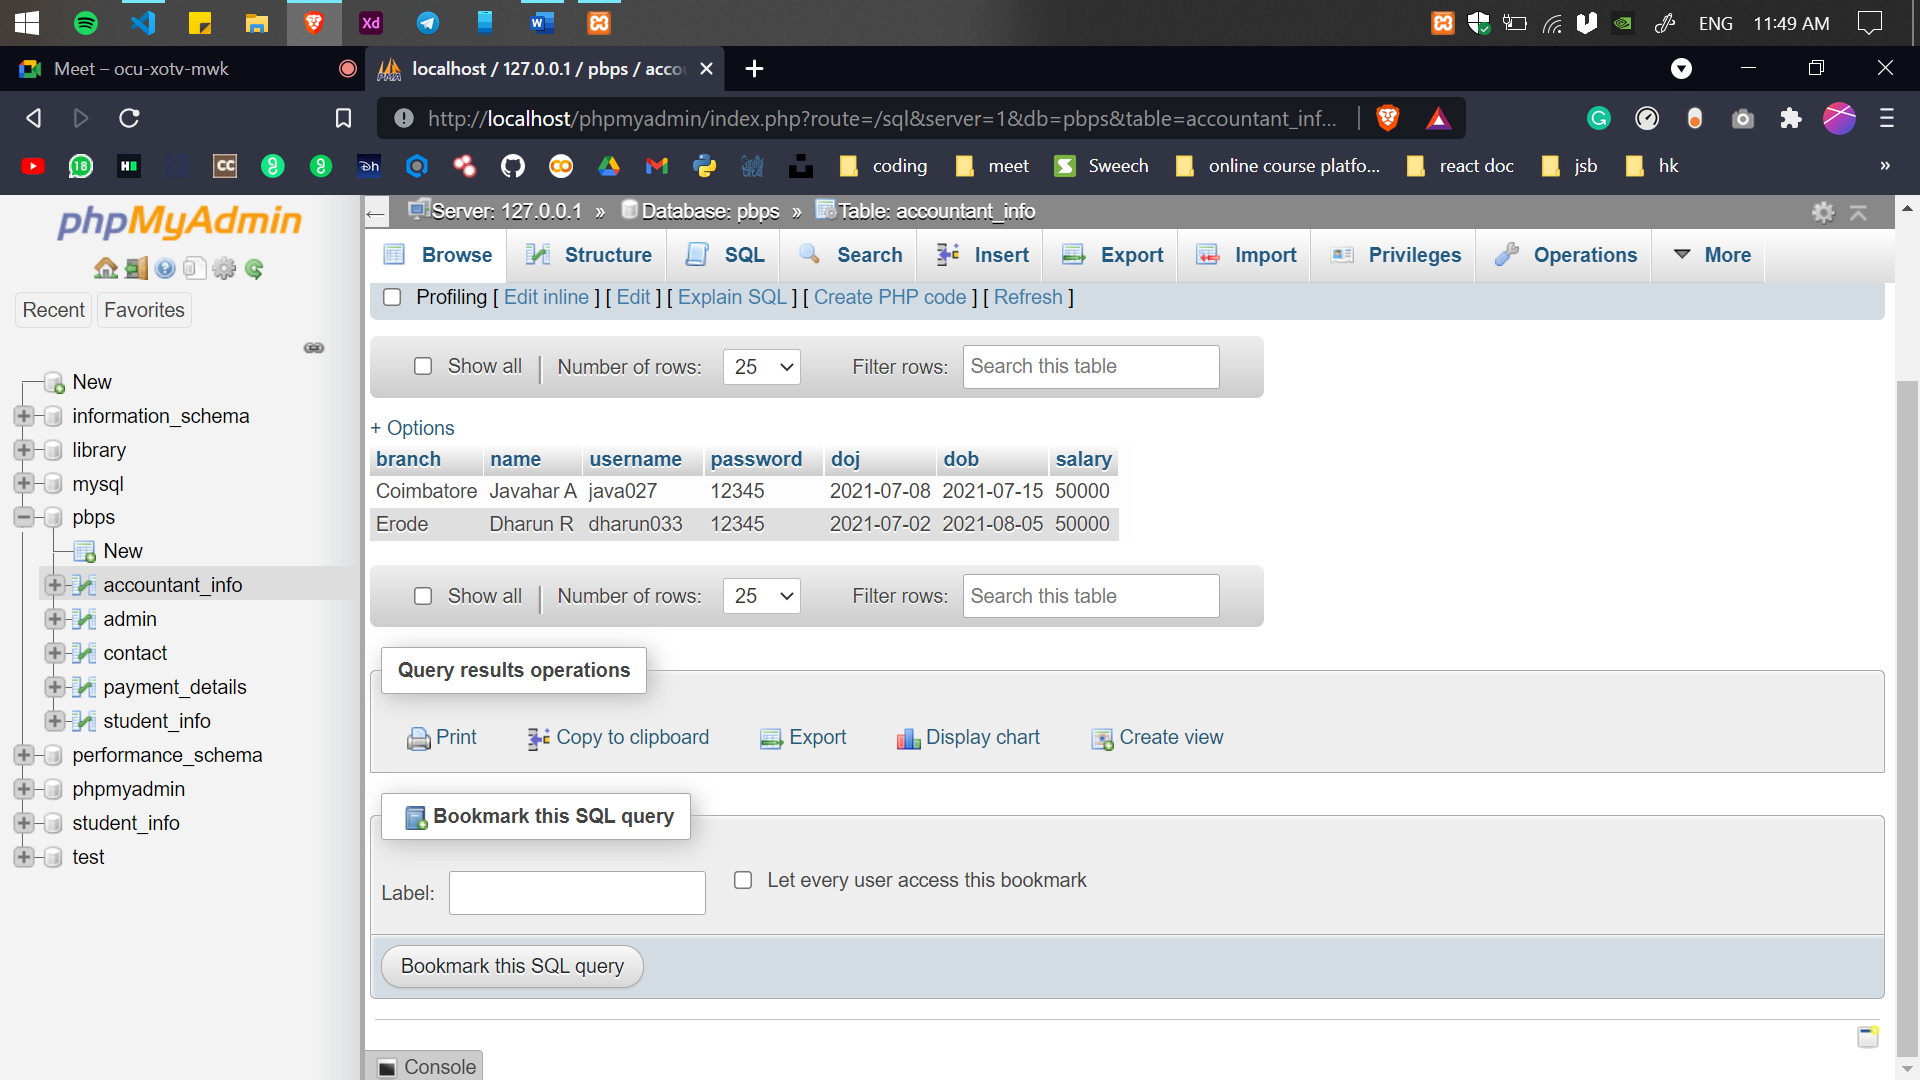 Xd
ENG 11:49 AM
Meet – ocu-xotv-mwk
localhost / 127.0.0.1 / pbps / acco
http://localhost/phpmyadmin/index.php?route=/sql&server=1&db=pbps&table=accountant_inf...
18 H CC Dh coding meet Sweech online course platfo... react doc jsb hk »
phpMyAdmin
Recent Favorites
New
information_schema
library
mysql
pbps
New
accountant_info
admin
contact
payment_details
student_info
performance_schema
phpmyadmin
student_info
test
Server: 127.0.0.1 » Database: pbps » Table: accountant_info
Browse Structure SQL Search Insert Export Import Privileges Operations More
Profiling [ Edit inline ] [ Edit ] [ Explain SQL ] [ Create PHP code ] [ Refresh ]
Show all Number of rows: 25 Filter rows: Search this table
+ Options
branch name username password doj dob salary
Coimbatore Javahar A java027 12345 2021-07-08 2021-07-15 50000
Erode Dharun R dharun033 12345 2021-07-02 2021-08-05 50000
Show all Number of rows: 25 Filter rows: Search this table
Query results operations
Print Copy to clipboard Export Display chart Create view
Bookmark this SQL query
Label: Let every user access this bookmark
Bookmark this SQL query
Console